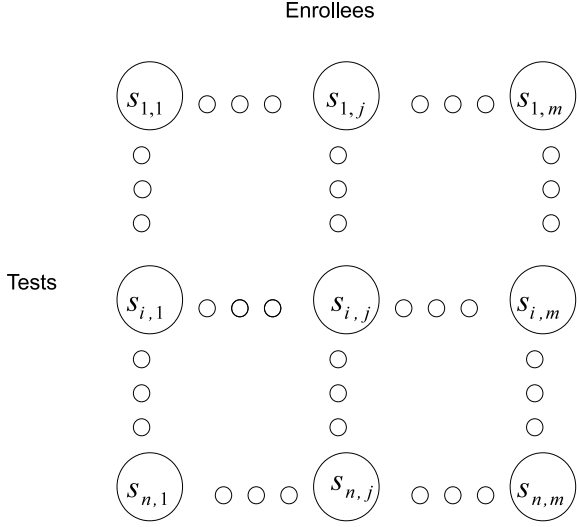 Enrollees
s1,1 s1,j s1,m
Tests
si,1 si,j si,m
sn,1 sn,j sn,m